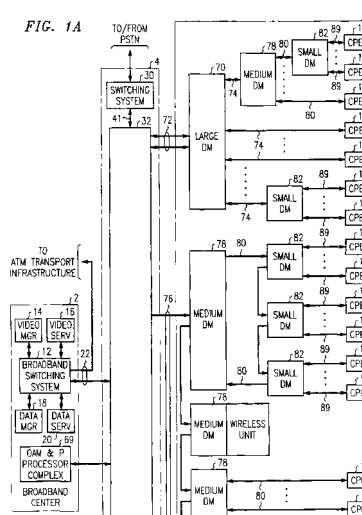 FIG. 1A
TO/FROM
PSTN
4
30
SWITCHING
SYSTEM
41
32
72
70
LARGE
DM
74
78
MEDIUM
DM
80
82
SMALL
DM
89
CPE
CPE
89
80
CPE
74
CPE
CPE
74
82
SMALL
DM
89
CPE
CPE
TO
ATM TRANSPORT
INFRASTRUCTURE
76
78
MEDIUM
DM
80
82
SMALL
DM
89
CPE
CPE
82
SMALL
DM
89
CPE
CPE
82
SMALL
DM
89
CPE
CPE
89
80
2
14
16
VIDEO
MGR
VIDEO
SERV
12
22
BROADBAND
SWITCHING
SYSTEM
18
DATA
MGR
DATA
SERV
20
69
OAM & P
PROCESSOR
COMPLEX
BROADBAND
CENTER
78
MEDIUM
DM
WIRELESS
UNIT
78
MEDIUM
DM
80
CPE
CPE